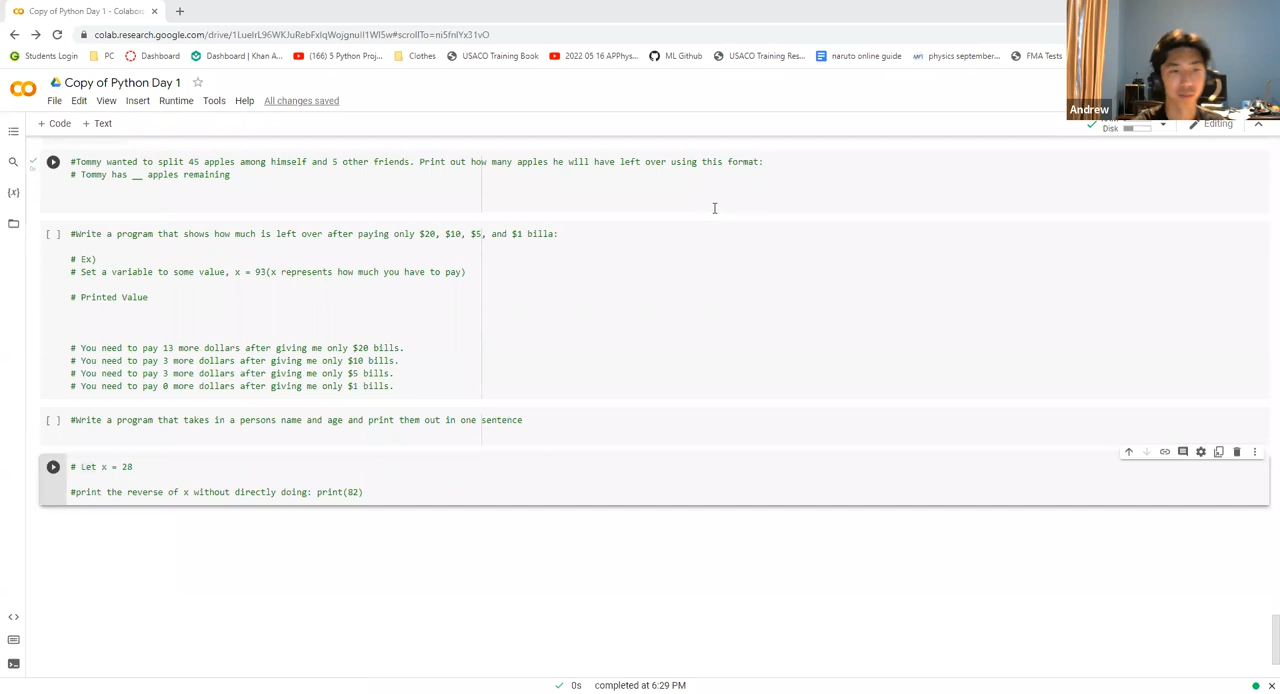 Copy of Python Day 1 - Colabo
colab.research.google.com/drive/
Students Login PC Dashboard Dashboard | Khan A... (166) 5 Python Proj... Clothes USACO Training Book 2022 05 16 APPhys... ML Github USACO Training Res... naruto online guide physics september... FMA Tests
Copy of Python Day 1
File Edit View Insert Runtime Tools Help All changes saved
Andrew
+ Code + Text
Disk Editing
#Tommy wanted to split 45 apples among himself and 5 other friends. Print out how many apples he will have left over using this format:
0s
# Tommy has __ apples remaining
{x}
[ ] #Write a program that shows how much is left over after paying only $20, $10, $5, and $1 billa:
# Ex)
# Set a variable to some value, x = 93(x represents how much you have to pay)
# Printed Value
# You need to pay 13 more dollars after giving me only $20 bills.
# You need to pay 3 more dollars after giving me only $10 bills.
# You need to pay 3 more dollars after giving me only $5 bills.
# You need to pay 0 more dollars after giving me only $1 bills.
[ ] #Write a program that takes in a persons name and age and print them out in one sentence
# Let x = 28
#print the reverse of x without directly doing: print(82)
0s completed at 6:29 PM